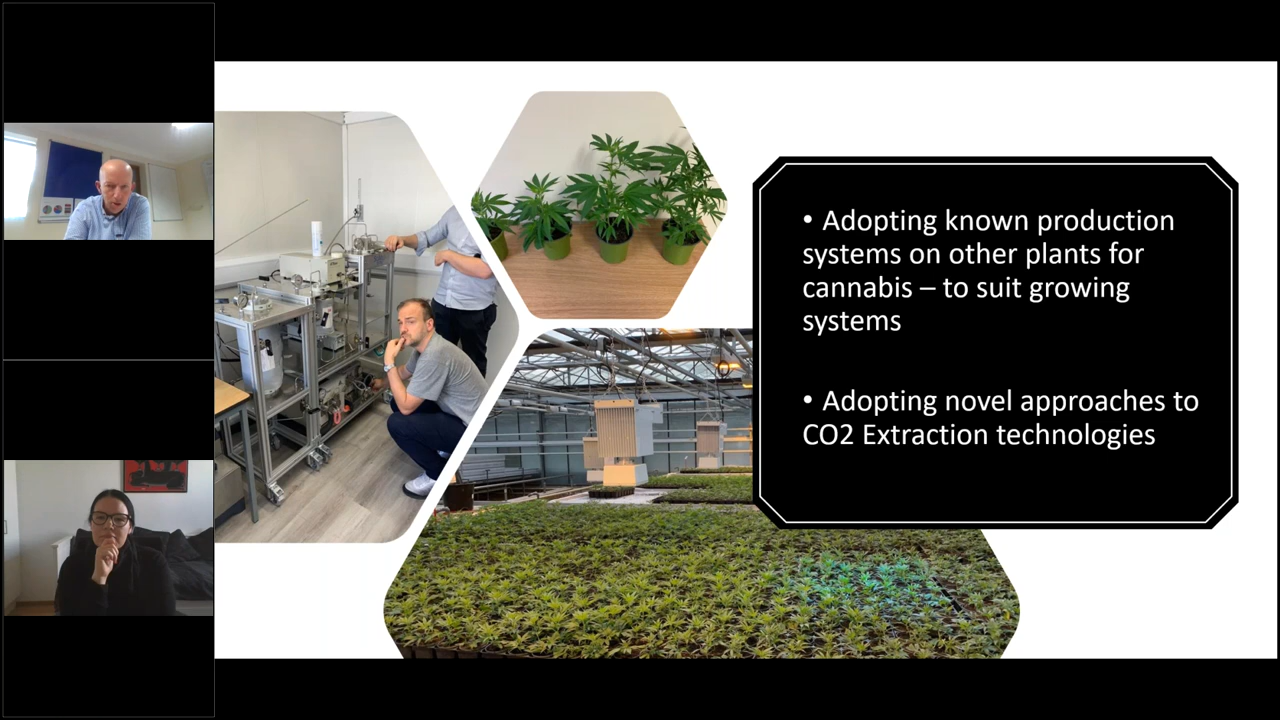 • Adopting known production
systems on other plants for
cannabis – to suit growing
systems
• Adopting novel approaches to
CO2 Extraction technologies